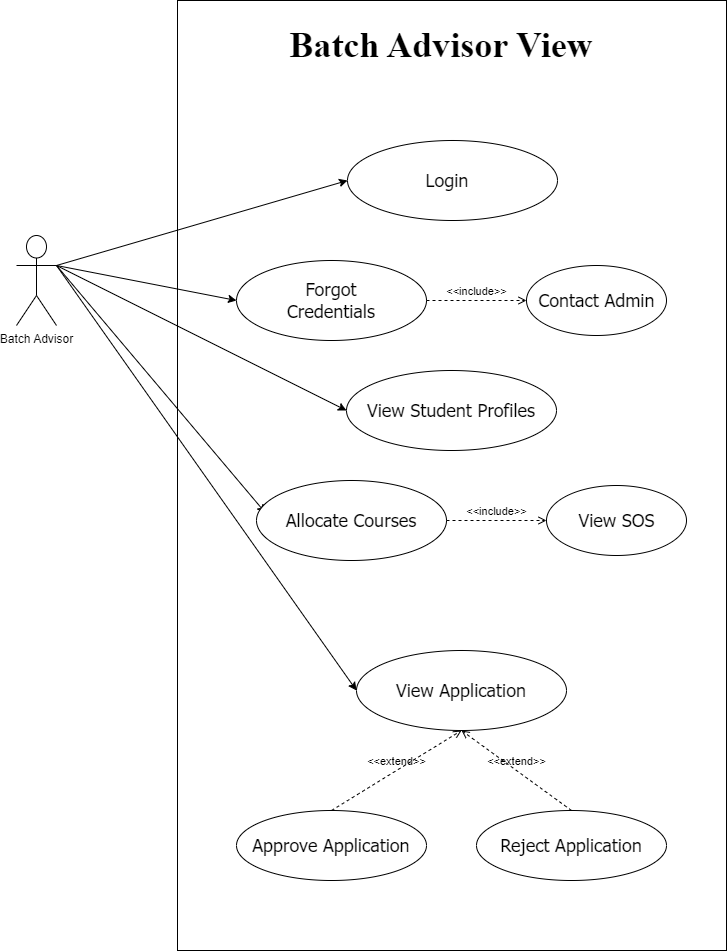 Batch Advisor View
Login
Batch Advisor
Forgot
Credentials
<<include>>
Contact Admin
View Student Profiles
Allocate Courses
<<include>>
View SOS
View Application
<<extend>>
<<extend>>
Approve Application
Reject Application